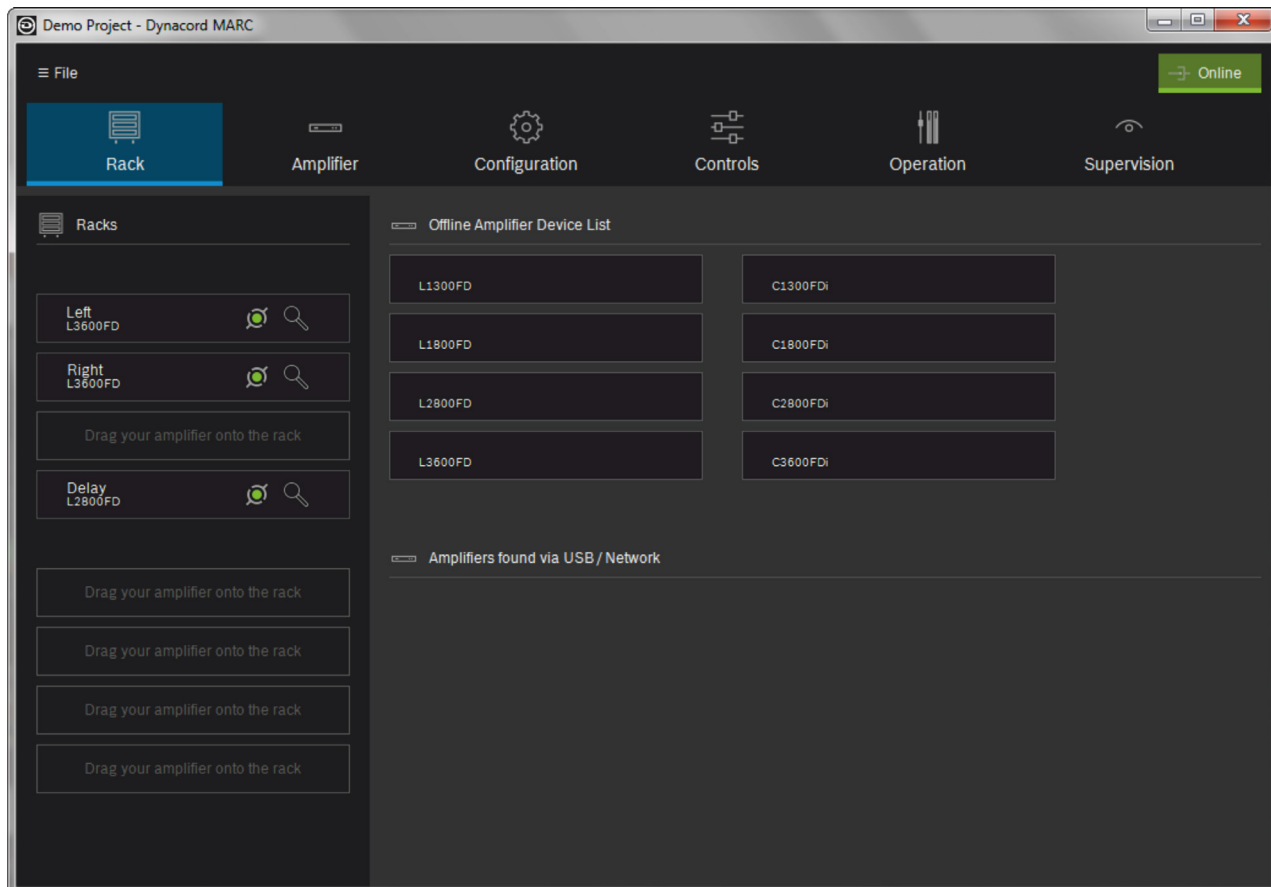 Demo Project - Dynacord MARC
≡ File
Online
Rack
Amplifier
Configuration
Controls
Operation
Supervision
Racks
Left
L3600FD
Right
L3600FD
Drag your amplifier onto the rack
Delay
L2800FD
Drag your amplifier onto the rack
Drag your amplifier onto the rack
Drag your amplifier onto the rack
Drag your amplifier onto the rack
Offline Amplifier Device List
L1300FD
C1300FDi
L1800FD
C1800FDi
L2800FD
C2800FDi
L3600FD
C3600FDi
Amplifiers found via USB / Network